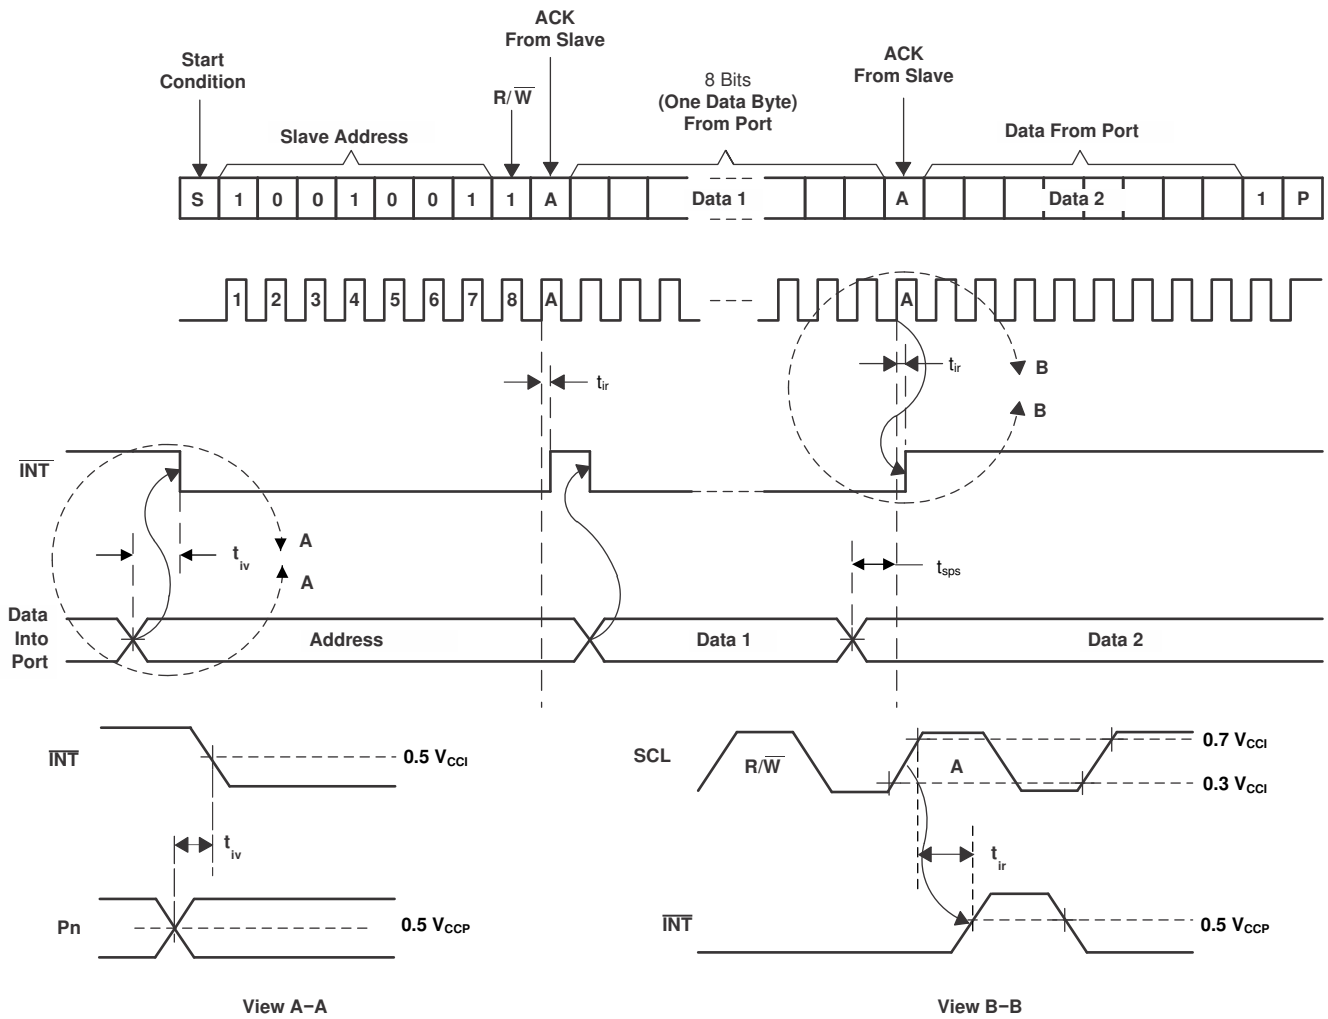 ACK
From Slave
Start
Condition
R/W
8 Bits
(One Data Byte)
From Port
ACK
From Slave
Slave Address
Data From Port
S 1 0 0 1 0 0 1 1 A Data 1 A Data 2 1 P
1 2 3 4 5 6 7 8 A A
tir
tir
B
B
INT
tiv
A
A
tsps
Data
Into
Port
Address
Data 1
Data 2
INT
0.5 VCCI
tiv
Pn
0.5 VCCP
View A–A
SCL
R/W
A
0.7 VCCI
0.3 VCCI
tir
INT
0.5 VCCP
View B–B